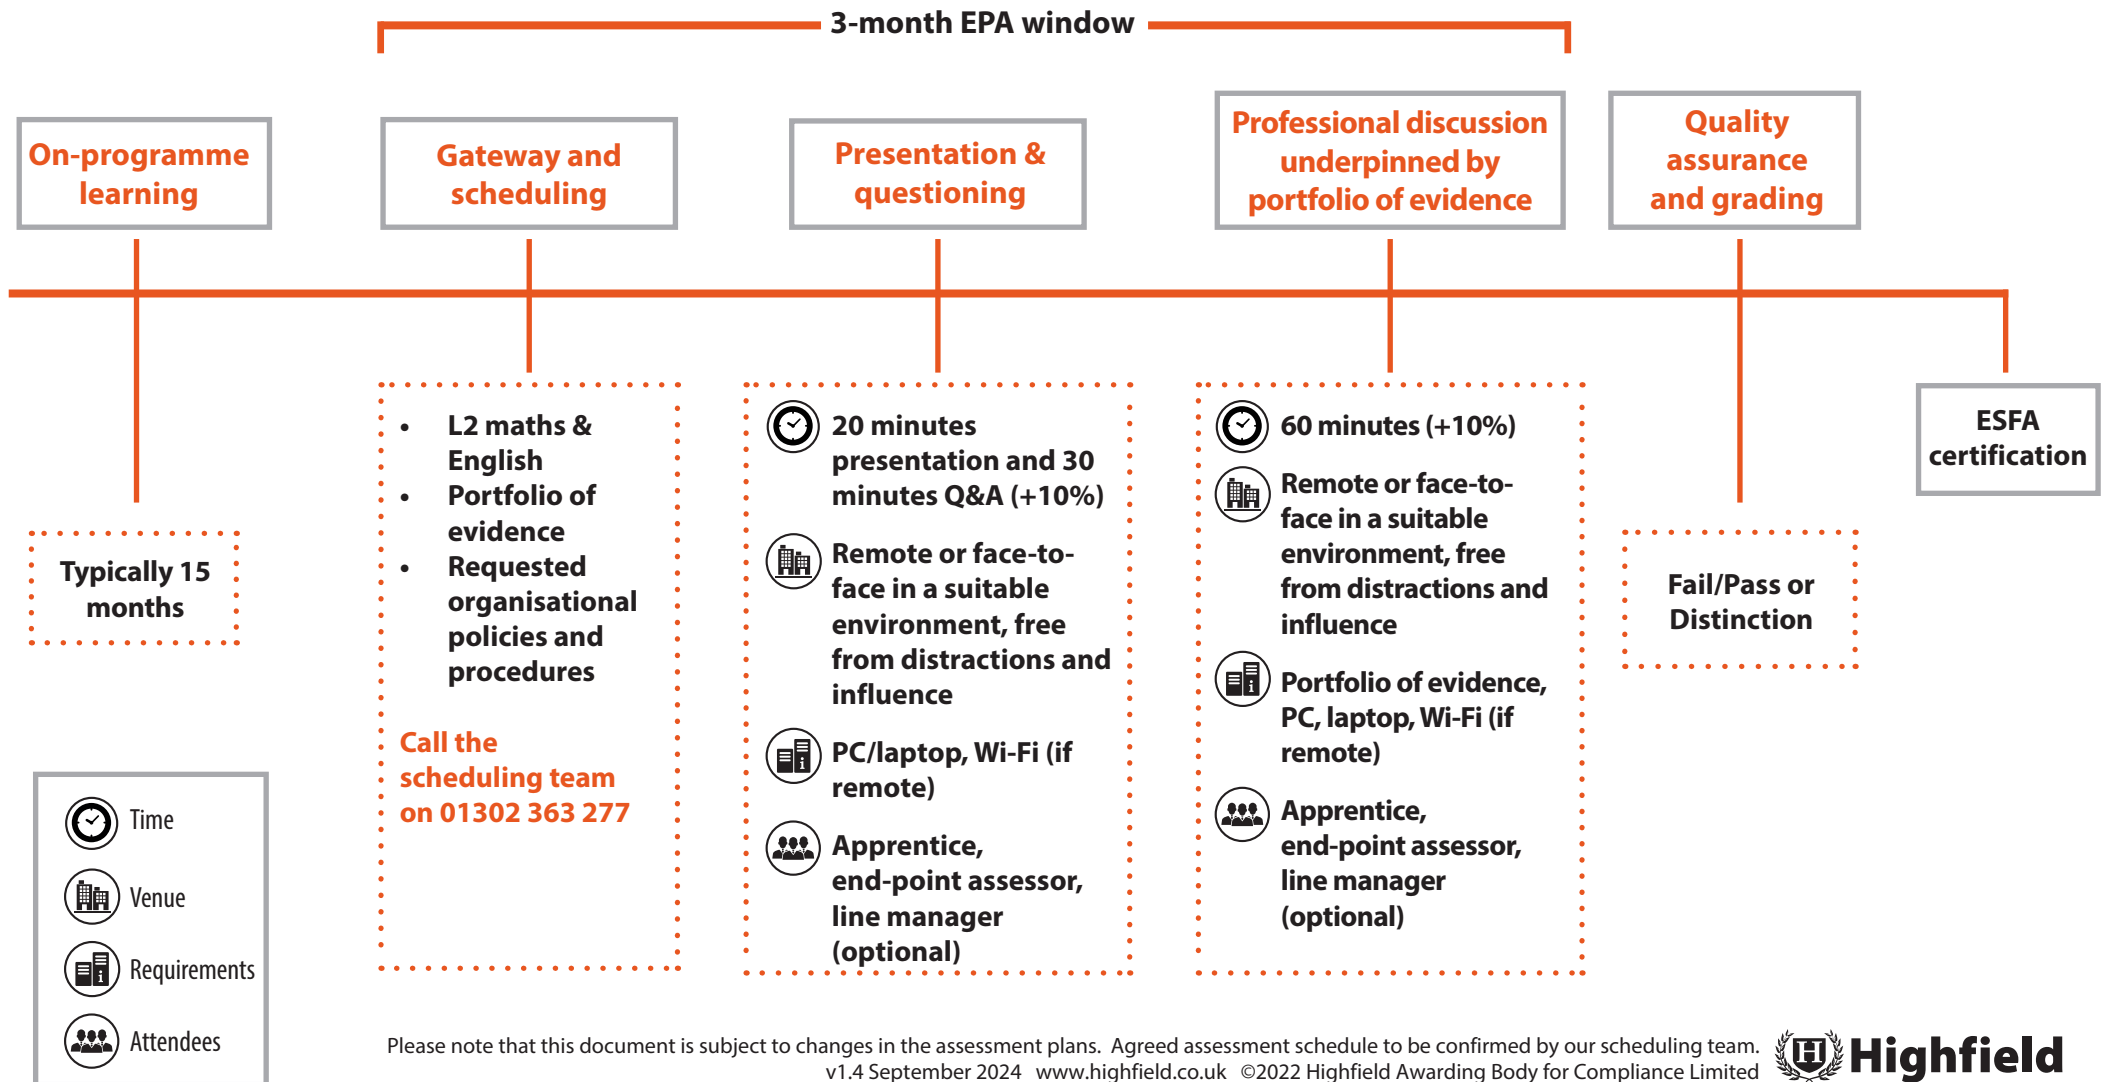 3-month EPA window
On-programme
learning
Gateway and
scheduling
Presentation &
questioning
Professional discussion
underpinned by
portfolio of evidence
Quality
assurance
and grading
Typically 15
months
• L2 maths &
English
• Portfolio of
evidence
• Requested
organisational
policies and
procedures
Call the
scheduling team
on 01302 363 277
20 minutes
presentation and 30
minutes Q&A (+10%)
Remote or face-to-
face in a suitable
environment, free
from distractions and
influence
PC/laptop, Wi-Fi (if
remote)
Apprentice,
end-point assessor,
line manager
(optional)
60 minutes (+10%)
Remote or face-to-
face in a suitable
environment, free
from distractions and
influence
Portfolio of evidence,
PC, laptop, Wi-Fi (if
remote)
Apprentice,
end-point assessor,
line manager
(optional)
Fail/Pass or
Distinction
ESFA
certification
Time
Venue
Requirements
Attendees
Please note that this document is subject to changes in the assessment plans. Agreed assessment schedule to be confirmed by our scheduling team.
v1.4 September 2024 www.highfield.co.uk ©2022 Highfield Awarding Body for Compliance Limited
H Highfield